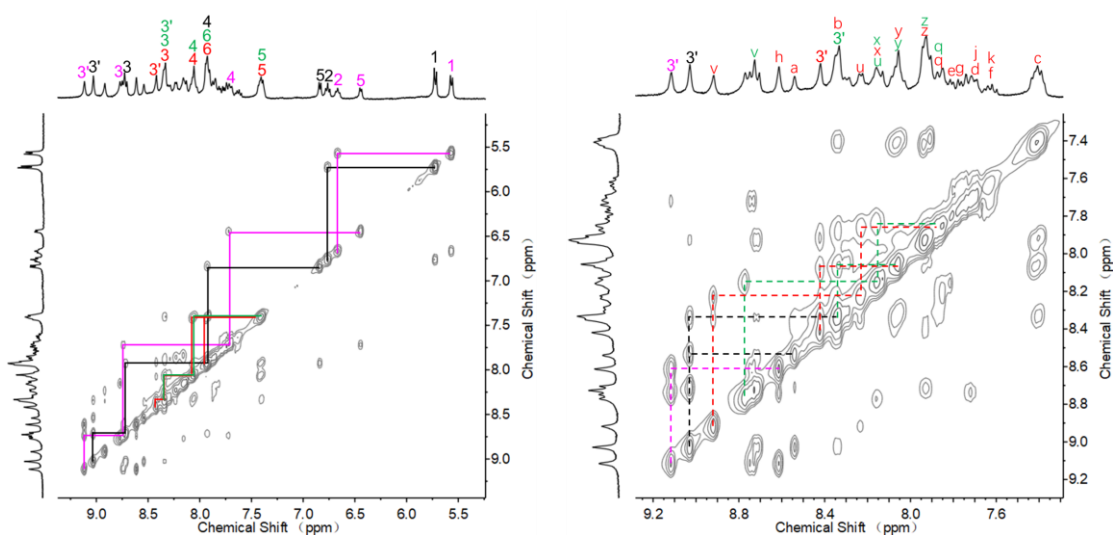 4
3' 3' 4 6
3' 3' 3 3' 3 3' 3 4 6 5 5 2 1
5 4 2 5 1
5.5
6.0
6.5
7.0
7.5
8.0
8.5
9.0
Chemical Shift (ppm)
9.0 8.5 8.0 7.5 7.0 6.5 6.0 5.5
Chemical Shift (ppm)
b z
3' 3' v v h a 3' 3' u x x u y y z q q e g j d k f c
7.4
7.6
7.8
8.0
8.2
8.4
8.6
8.8
9.0
9.2
Chemical Shift (ppm)
9.2 8.8 8.4 8.0 7.6
Chemical Shift (ppm)